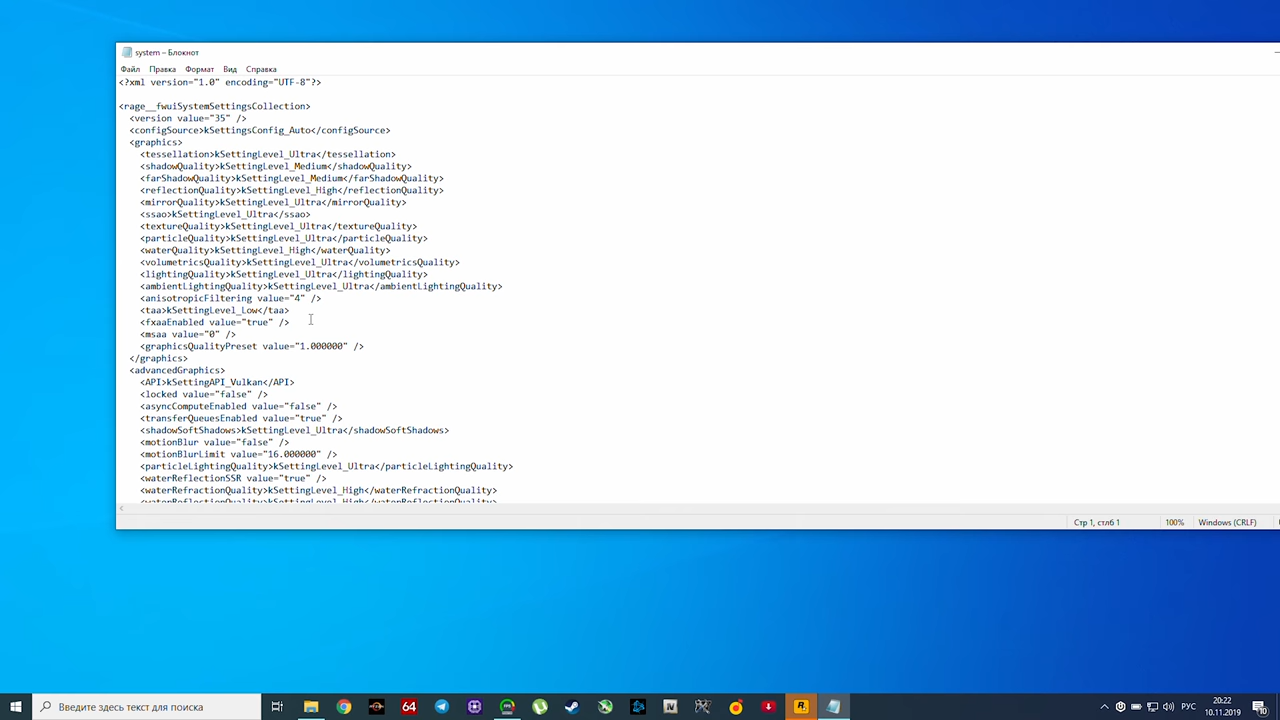 system – Блокнот
Файл Правка Формат Вид Справка
<?xml version="1.0" encoding="UTF-8"?>
<rage__fwuiSystemSettingsCollection>
<version value="35" />
<configSource>kSettingsConfig_Auto</configSource>
<graphics>
<tessellation>kSettingLevel_Ultra</tessellation>
<shadowQuality>kSettingLevel_Medium</shadowQuality>
<farShadowQuality>kSettingLevel_Medium</farShadowQuality>
<reflectionQuality>kSettingLevel_High</reflectionQuality>
<mirrorQuality>kSettingLevel_Ultra</mirrorQuality>
<ssao>kSettingLevel_Ultra</ssao>
<textureQuality>kSettingLevel_Ultra</textureQuality>
<particleQuality>kSettingLevel_Ultra</particleQuality>
<waterQuality>kSettingLevel_High</waterQuality>
<volumetricsQuality>kSettingLevel_Ultra</volumetricsQuality>
<lightingQuality>kSettingLevel_Ultra</lightingQuality>
<ambientLightingQuality>kSettingLevel_Ultra</ambientLightingQuality>
<anisotropicFiltering value="4" />
<taa>kSettingLevel_Low</taa>
<fxaaEnabled value="true" />
<msaa value="0" />
<graphicsQualityPreset value="1.000000" />
</graphics>
<advancedGraphics>
<API>kSettingAPI_Vulkan</API>
<locked value="false" />
<asyncComputeEnabled value="false" />
<transferQueuesEnabled value="true" />
<shadowSoftShadows>kSettingLevel_Ultra</shadowSoftShadows>
<motionBlur value="false" />
<motionBlurLimit value="16.000000" />
<particleLightingQuality>kSettingLevel_Ultra</particleLightingQuality>
<waterReflectionSSR value="true" />
<waterRefractionQuality>kSettingLevel_High</waterRefractionQuality>
<waterReflectionQuality>kSettingLevel_High</waterReflectionQuality>
Стр 1, стлб 1 100% Windows (CRLF)
Введите здесь текст для поиска
64
R
РУС
20:22
10.11.2019
10